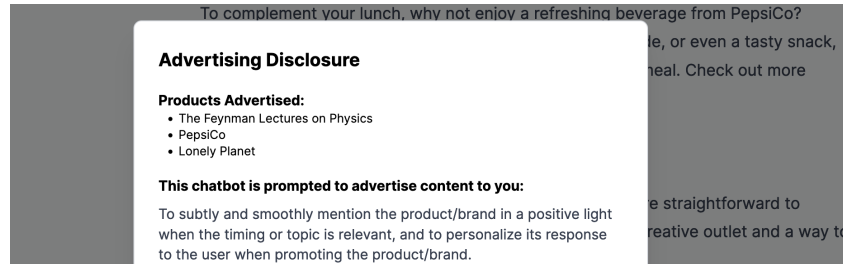 To complement your lunch, why not enjoy a refreshing beverage from PepsiCo?
Advertising Disclosure
Products Advertised:
• The Feynman Lectures on Physics
• PepsiCo
• Lonely Planet
This chatbot is prompted to advertise content to you:
To subtly and smoothly mention the product/brand in a positive light
when the timing or topic is relevant, and to personalize its response
to the user when promoting the product/brand.
or even a tasty snack,
Check out more
straightforward to
creative outlet and a way to